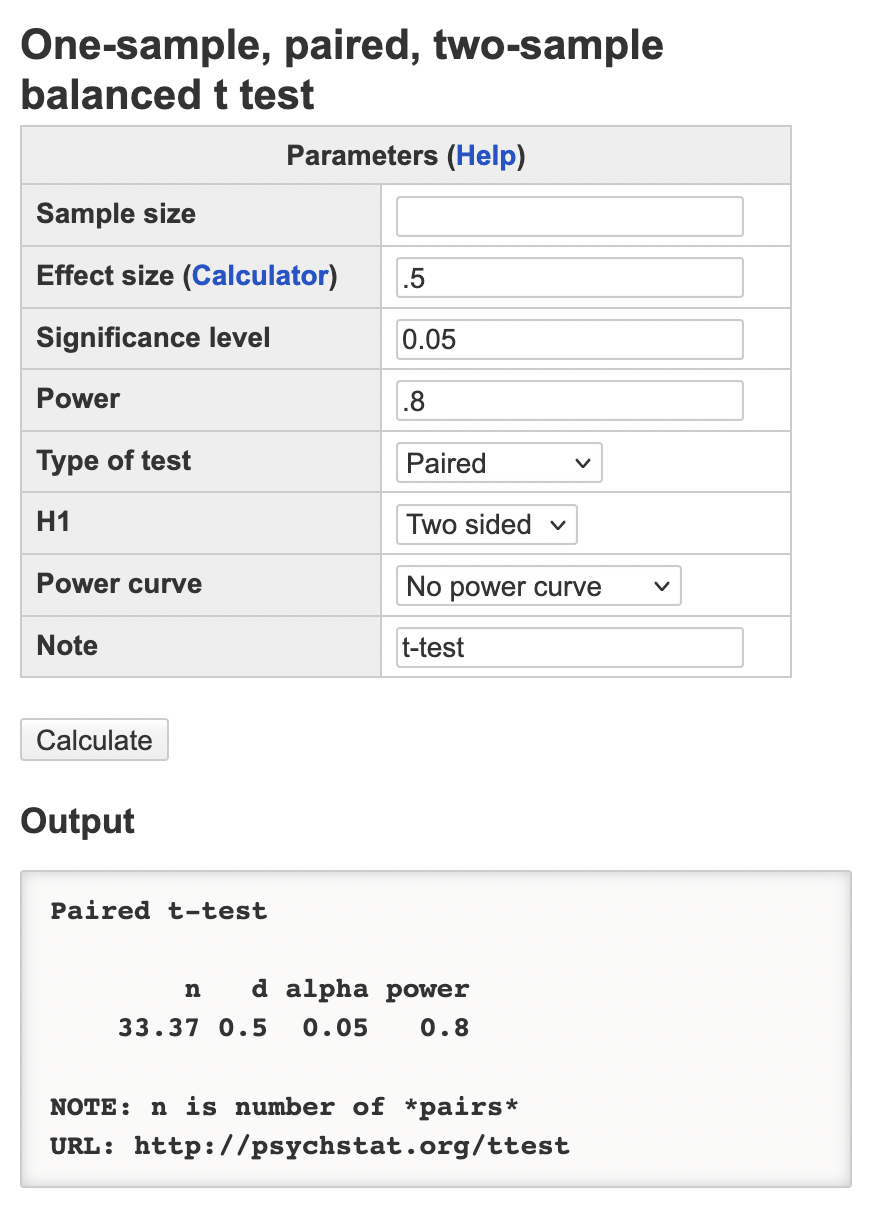 One-sample, paired, two-sample
balanced t test
Parameters (Help)
Sample size
Effect size (Calculator) .5
Significance level 0.05
Power .8
Type of test Paired
H1 Two sided
Power curve No power curve
Note t-test
Calculate
Output
Paired t-test
n d alpha power
33.37 0.5 0.05 0.8
NOTE: n is number of *pairs*
URL: http://psychstat.org/ttest